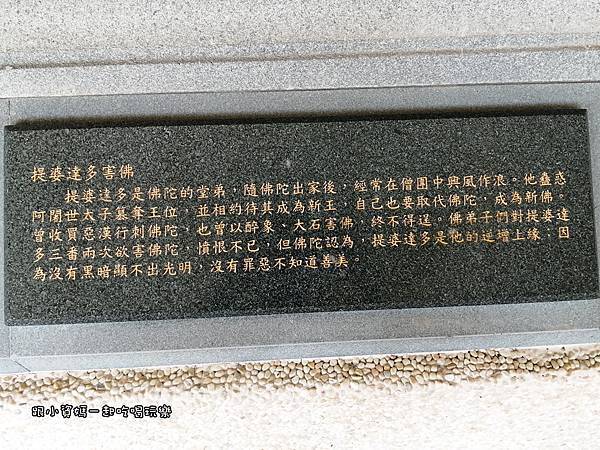 提婆達多害佛
提婆達多是佛陀的堂弟，隨佛陀出家後，經常在僧團中興風作浪。他蠱惑
阿闍世太子篡奪王位，並相約待其成為新王，自己也要取代佛陀，成為新佛，
曾收買惡漢行刺佛陀，也曾以醉象、大石害佛，終不得逞。佛弟子們對提婆達
多三番兩次欲害佛陀，憤恨不已，但佛陀認為，提婆達多是他的逆增上緣，因
為沒有黑暗顯不出光明，沒有罪惡不知道善美。
跟小資媽一起吃喝玩樂